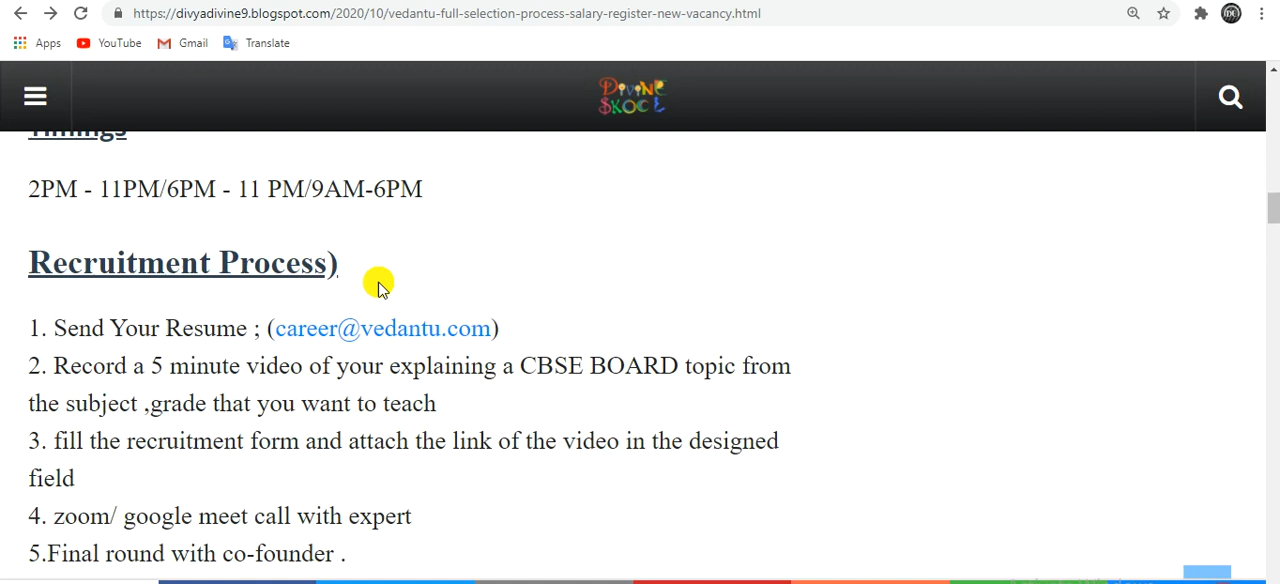 https://divyadivine9.blogspot.com/2020/10/vedantu-full-selection-process-salary-register-new-vacancy.html
Apps YouTube Gmail Translate
DIVINE
SKOOL
Timings
2PM - 11PM/6PM - 11 PM/9AM-6PM
Recruitment Process)
1. Send Your Resume ; (career@vedantu.com)
2. Record a 5 minute video of your explaining a CBSE BOARD topic from
the subject ,grade that you want to teach
3. fill the recruitment form and attach the link of the video in the designed
field
4. zoom/ google meet call with expert
5.Final round with co-founder .